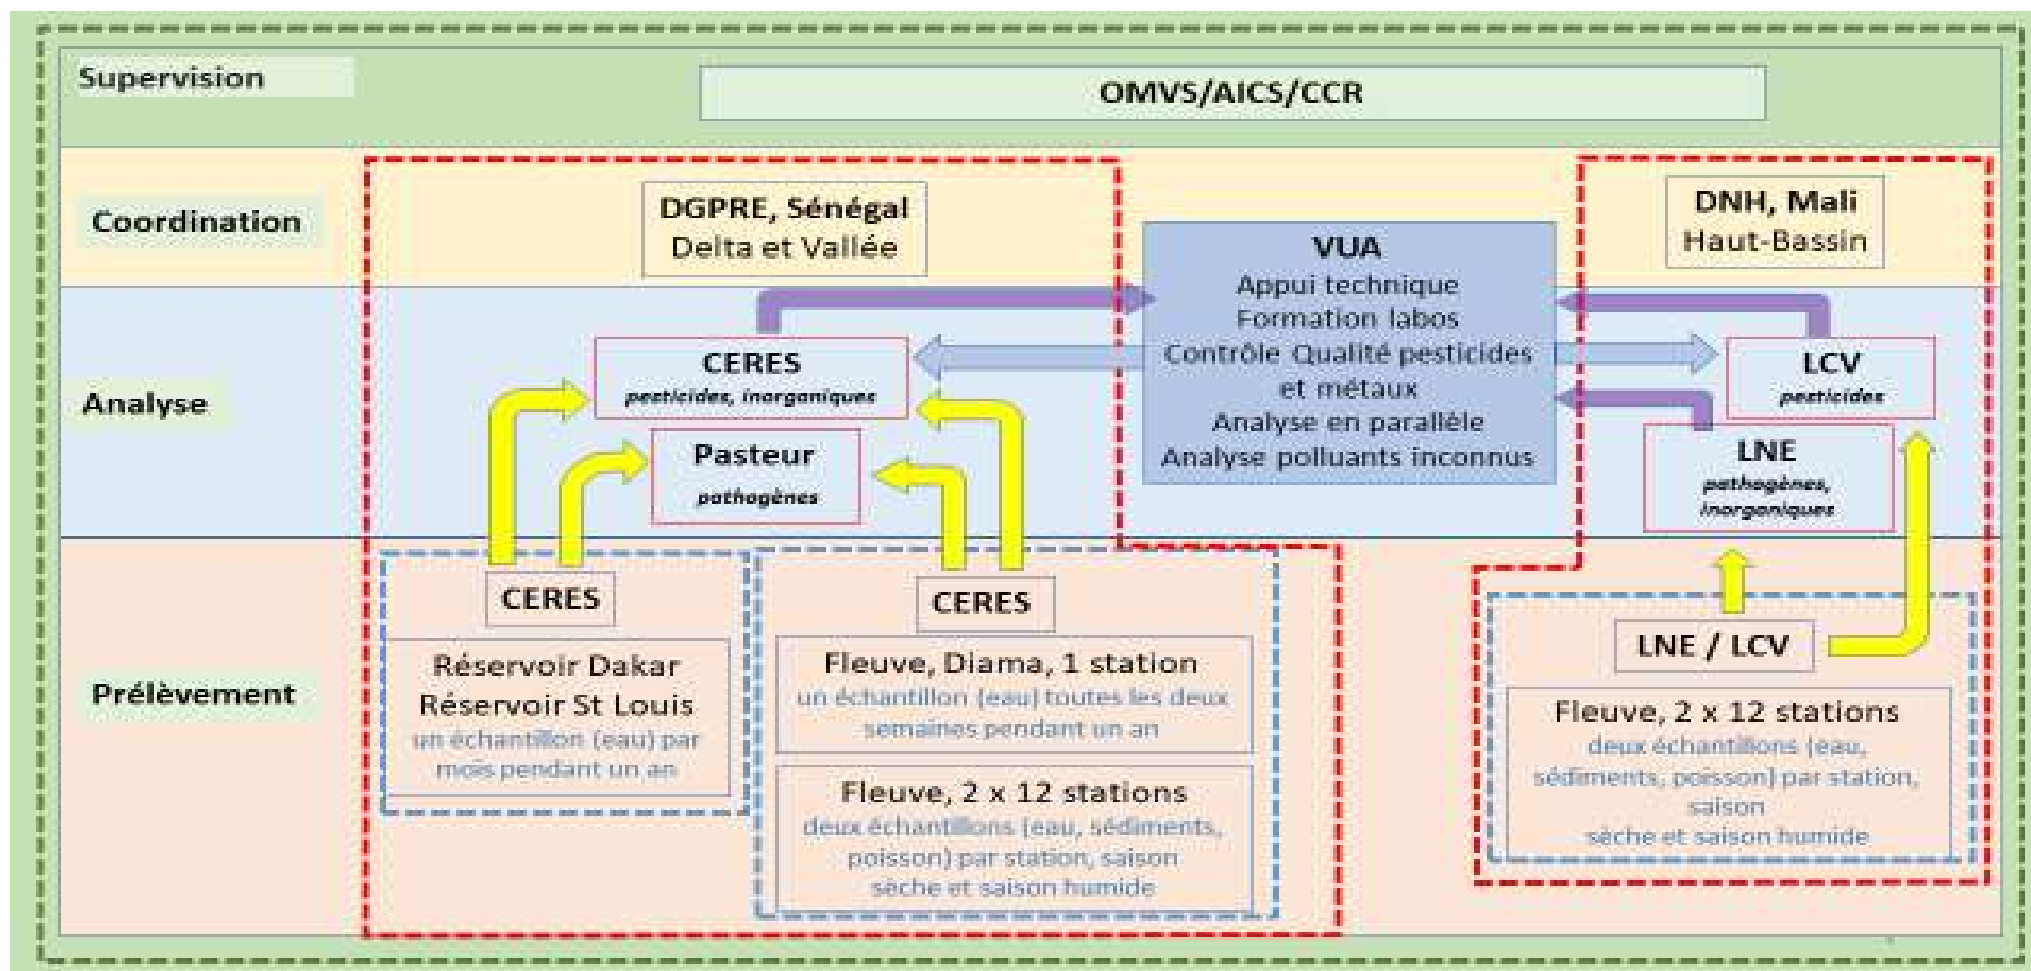 Supervision
OMVS/AICS/CCR
Coordination
DGPRE, Sénégal
Delta et Vallée
VUA
Appui technique
Formation labos
Contrôle Qualité pesticides
et métaux
Analyse en parallèle
Analyse polluants inconnus
DNH, Mali
Haut-Bassin
Analyse
CERES
pesticides, inorganiques
Pasteur
pathogènes
LCV
pesticides
LNE
pathogènes,
inorganiques
Prélèvement
CERES
Réservoir Dakar
Réservoir St Louis
un échantillon (eau) par
mois pendant un an
CERES
Fleuve, Diama, 1 station
un échantillon (eau) toutes les deux
semaines pendant un an
Fleuve, 2 x 12 stations
deux échantillons (eau, sédiments,
poisson) par station, saison
sèche et saison humide
LNE / LCV
Fleuve, 2 x 12 stations
deux échantillons (eau,
sédiments, poisson) par station,
saison
sèche et saison humide